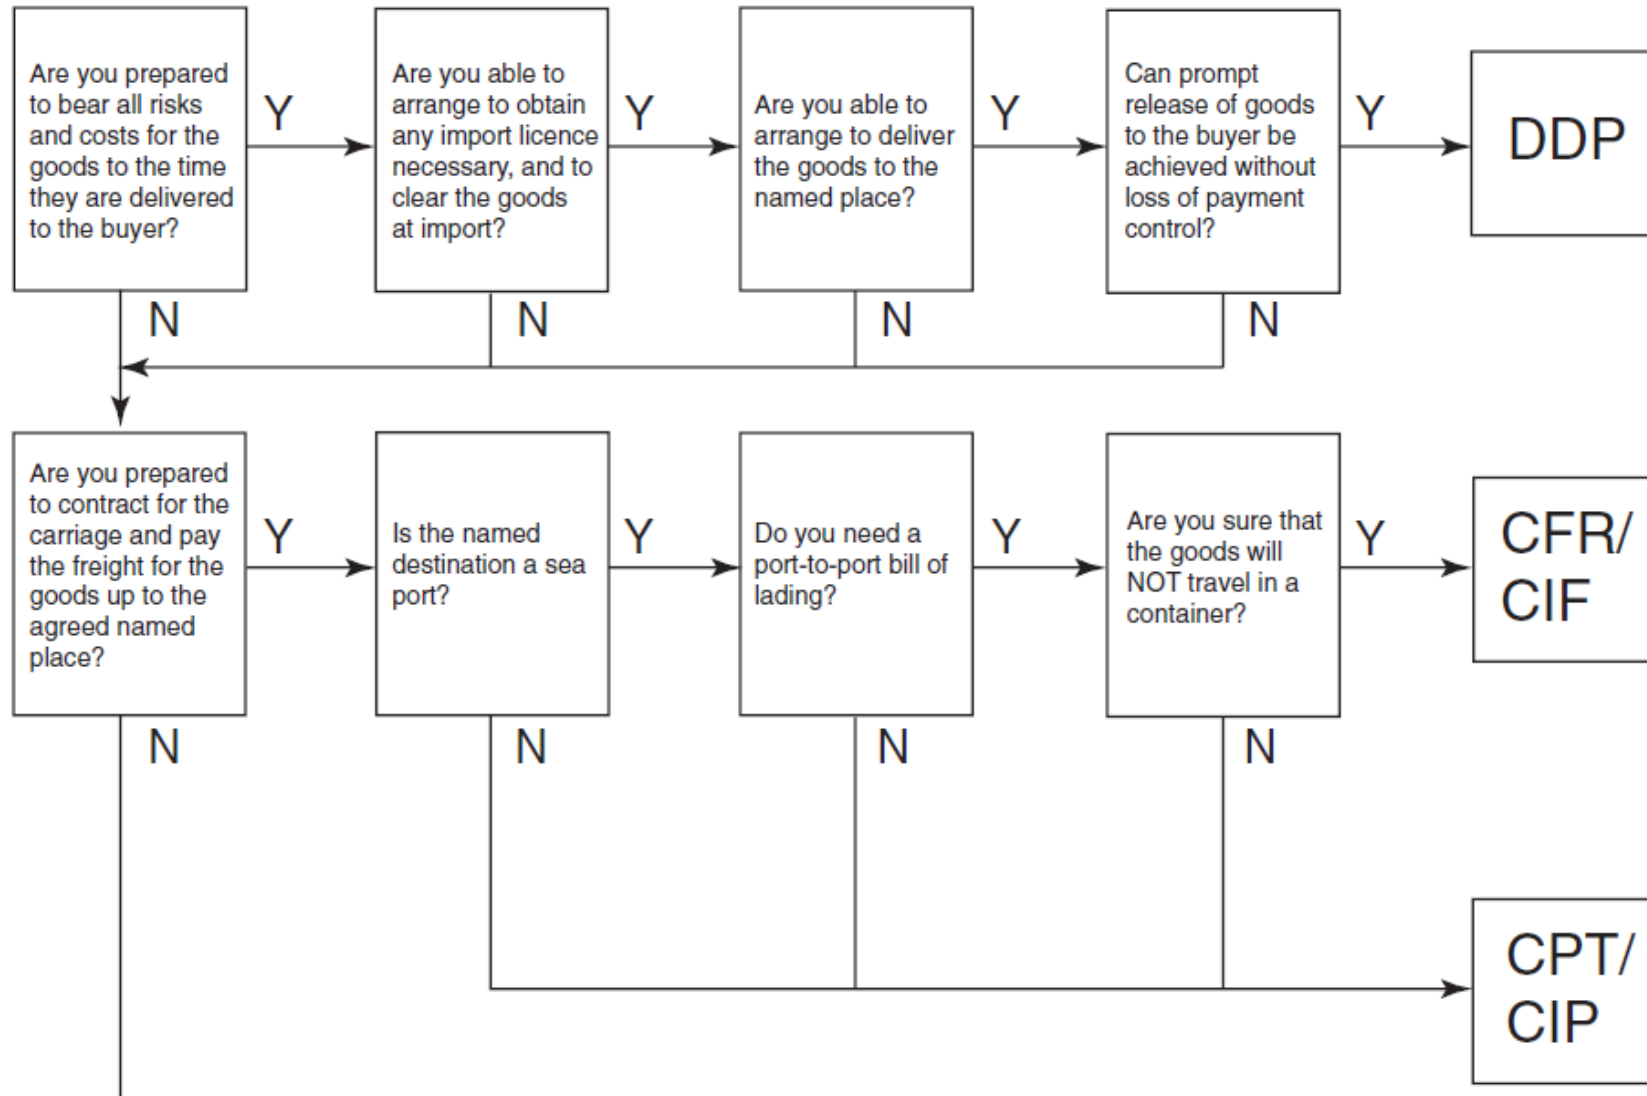 Are you prepared
to bear all risks
and costs for the
goods to the time
they are delivered
to the buyer?
Y
Are you able to
arrange to obtain
any import licence
necessary, and to
clear the goods
at import?
Y
Are you able to
arrange to deliver
the goods to the
named place?
Y
Can prompt
release of goods
to the buyer be
achieved without
loss of payment
control?
Y
DDP
N
N
N
N
Are you prepared
to contract for the
carriage and pay
the freight for the
goods up to the
agreed named
place?
Y
Is the named
destination a sea
port?
Y
Do you need a
port-to-port bill of
lading?
Y
Are you sure that
the goods will
NOT travel in a
container?
Y
CFR/
CIF
N
N
N
N
CPT/
CIP